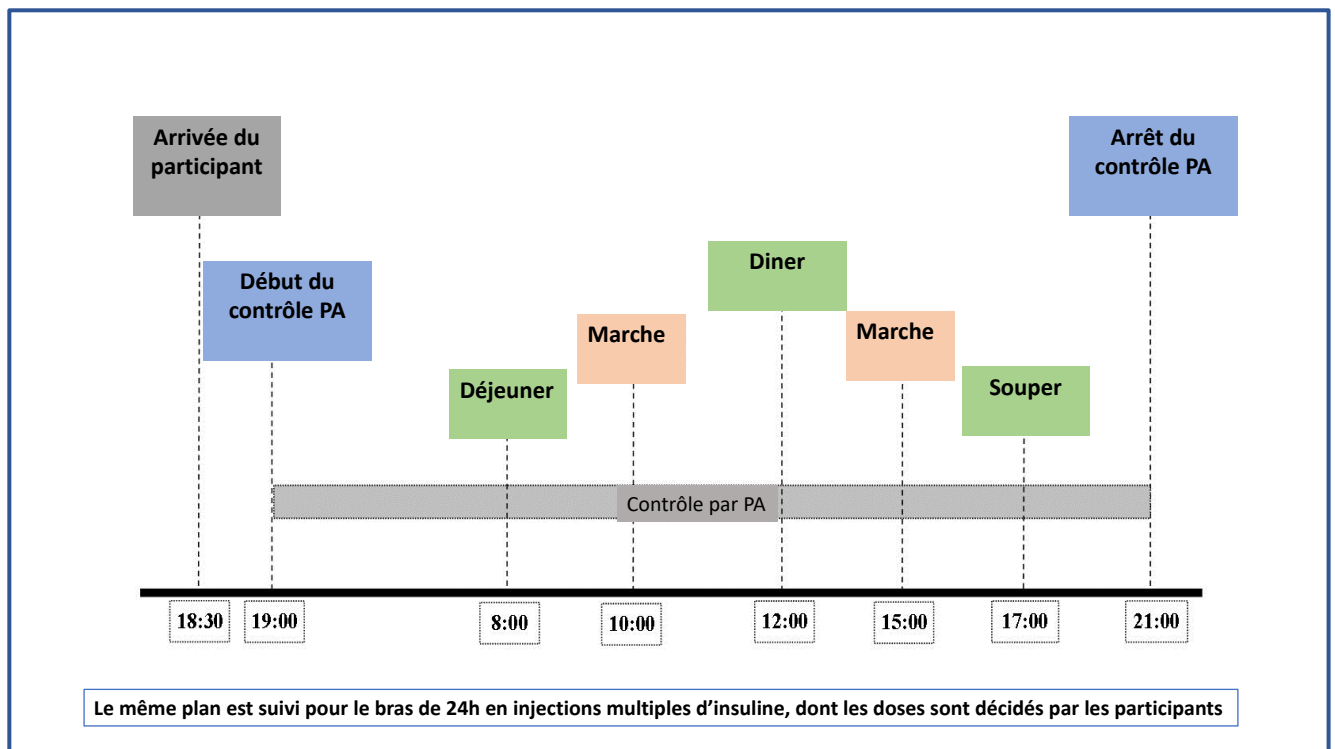 Arrivée du
participant
Arrêt du
contrôle PA
Début du
contrôle PA
Diner
Marche
Marche
Déjeuner
Souper
Contrôle par PA
18:30
19:00
8:00
10:00
12:00
15:00
17:00
21:00
Le même plan est suivi pour le bras de 24h en injections multiples d’insuline, dont les doses sont décidés par les participants